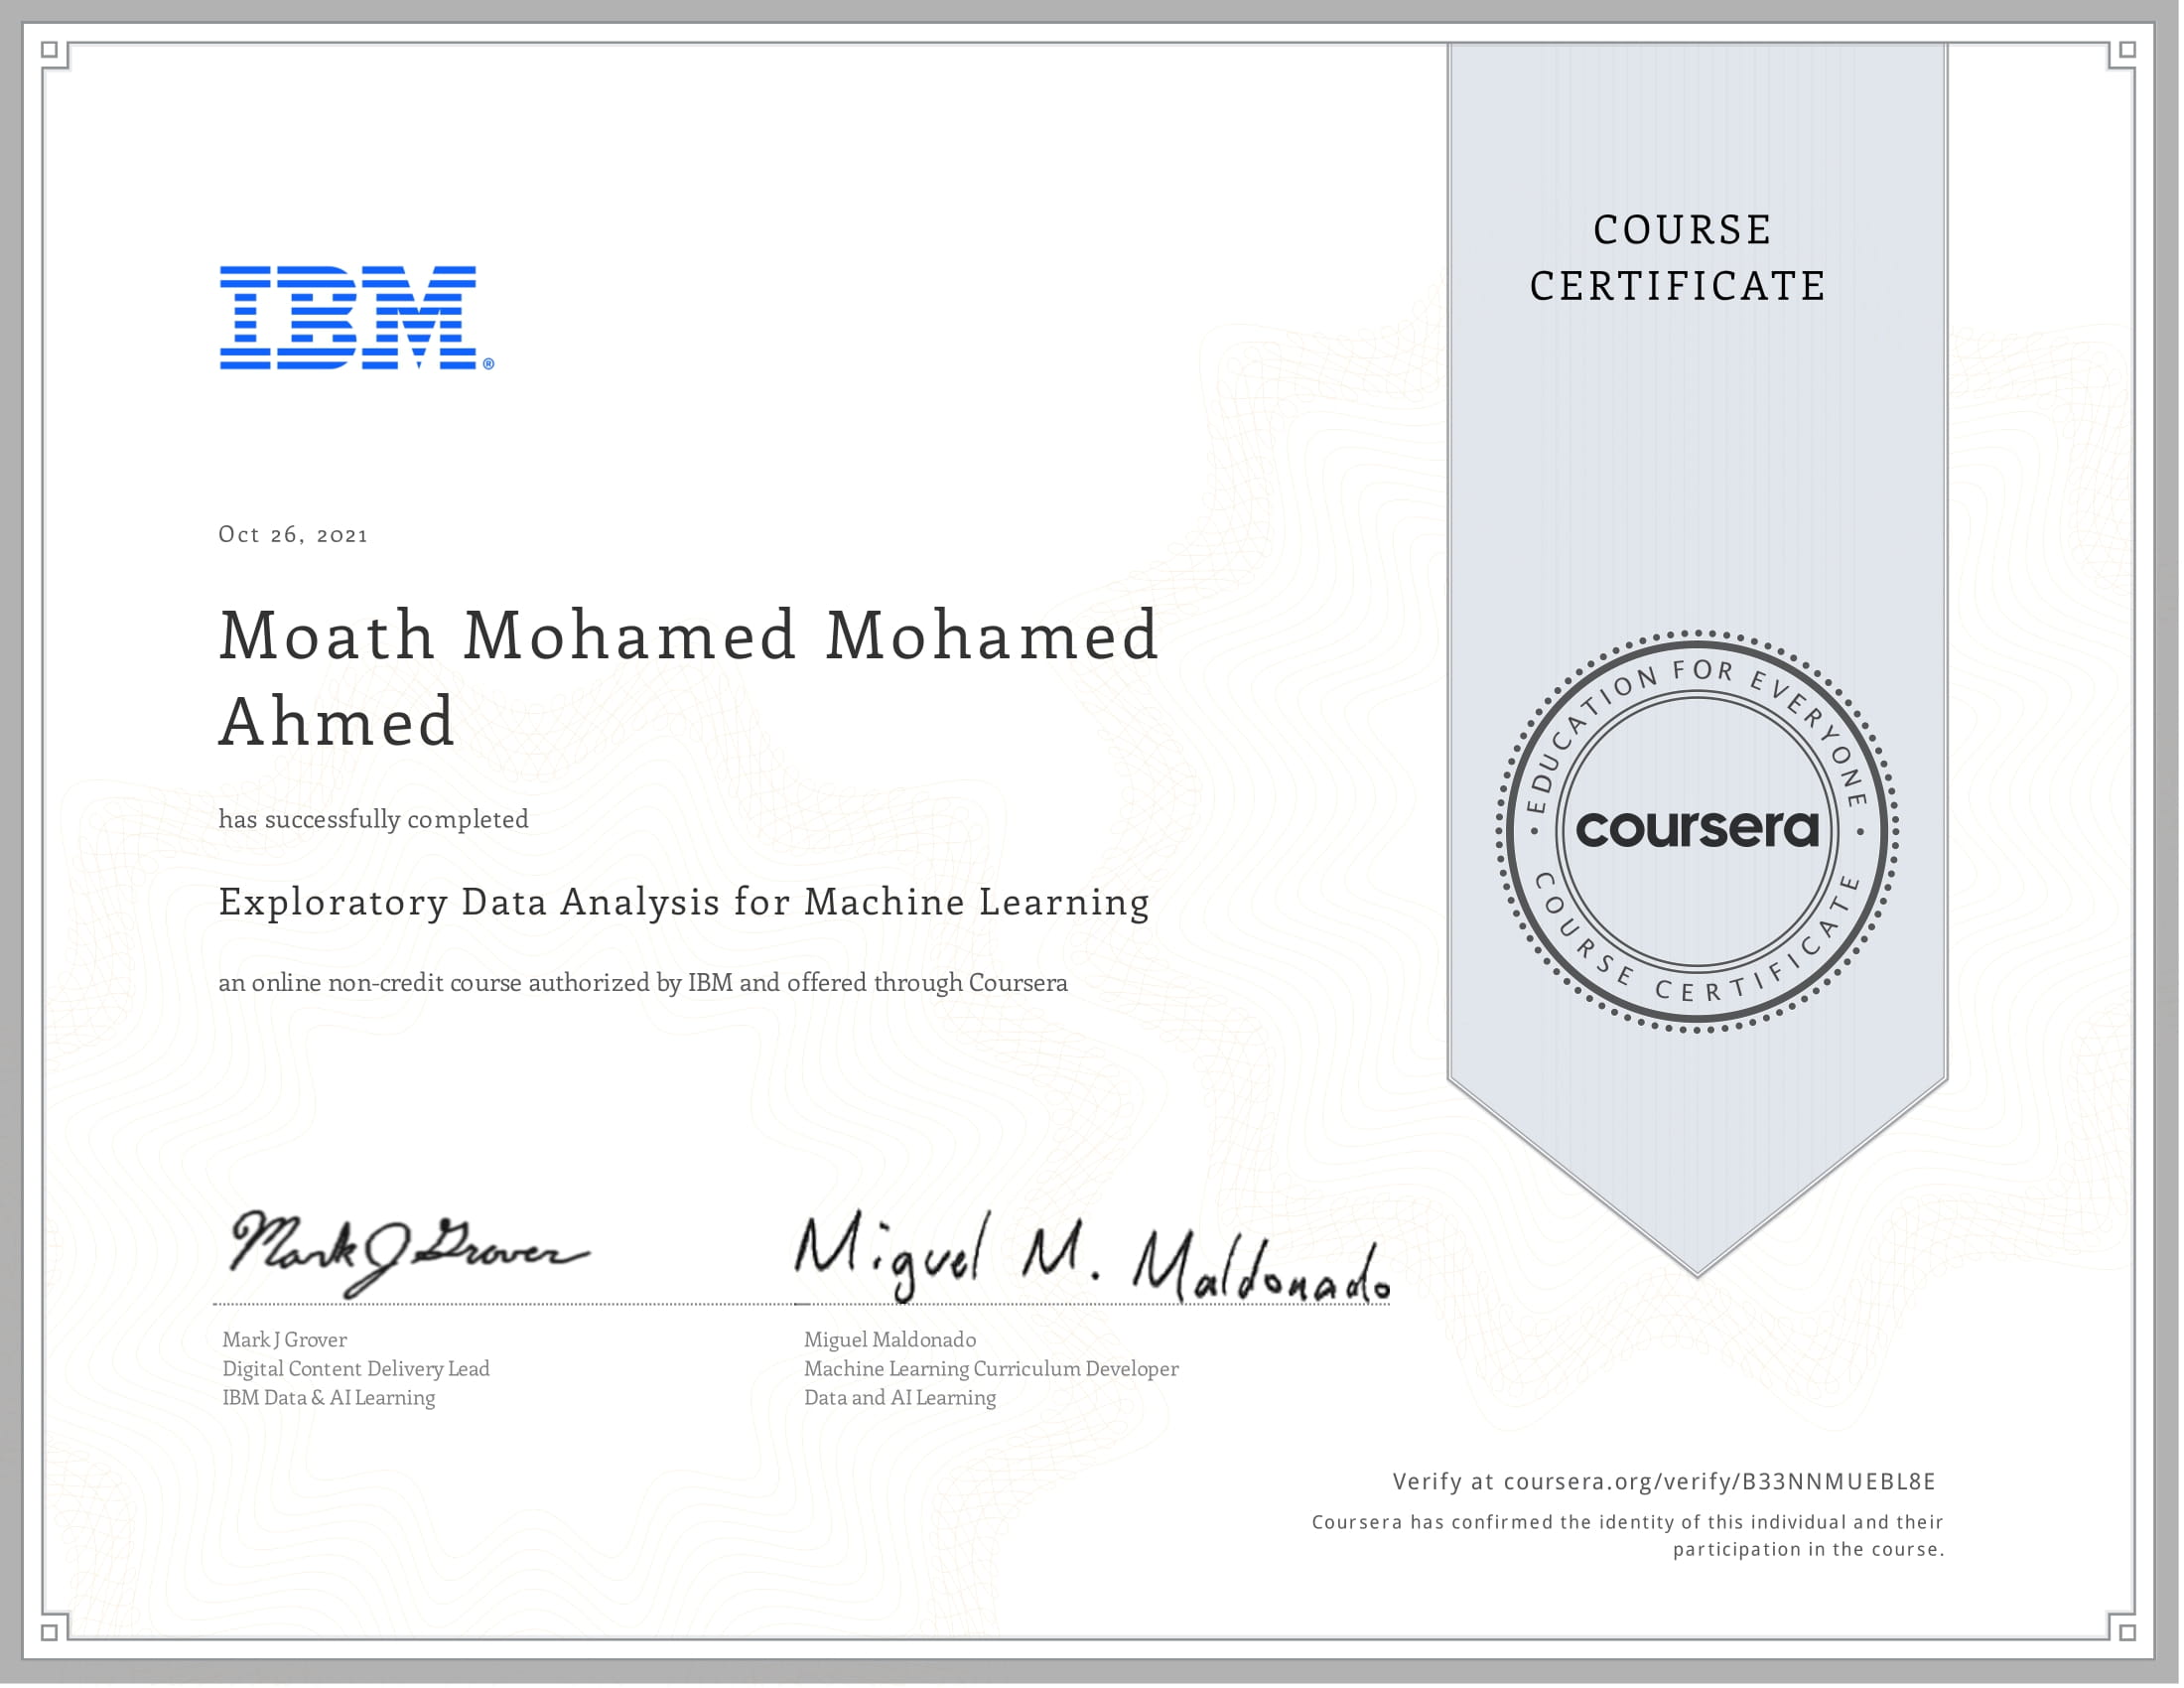 IBM®
COURSE
CERTIFICATE
Oct 26, 2021
Moath Mohamed Mohamed
Ahmed
has successfully completed
Exploratory Data Analysis for Machine Learning
an online non-credit course authorized by IBM and offered through Coursera
• EDUCATION FOR EVERYONE •
coursera
COURSE CERTIFICATE
Mark J Grover
Miguel M. Maldonado
Mark J Grover
Digital Content Delivery Lead
IBM Data & AI Learning
Miguel Maldonado
Machine Learning Curriculum Developer
Data and AI Learning
Verify at coursera.org/verify/B33NNMUEBL8E
Coursera has confirmed the identity of this individual and their
participation in the course.